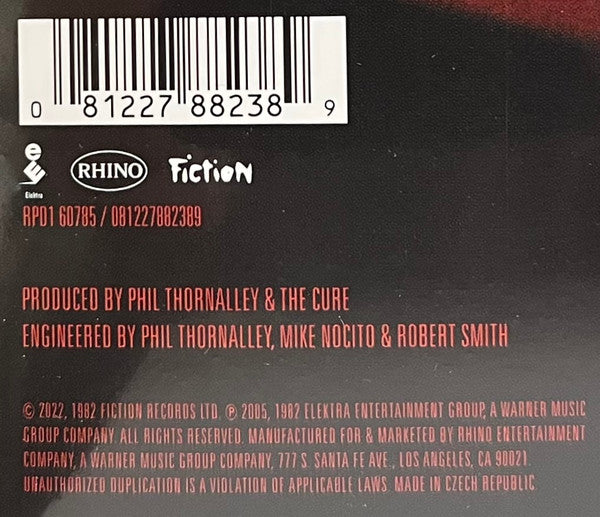 0 81227 88238 9
e
Elektra
RHINO
Fiction
RPD1 60785 / 081227882389
PRODUCED BY PHIL THORNALLEY & THE CURE
ENGINEERED BY PHIL THORNALLEY, MIKE NOCITO & ROBERT SMITH
© 2022, 1982 FICTION RECORDS LTD. ℗ 2005, 1982 ELEKTRA ENTERTAINMENT GROUP, A WARNER MUSIC
GROUP COMPANY. ALL RIGHTS RESERVED. MANUFACTURED FOR & MARKETED BY RHINO ENTERTAINMENT
COMPANY, A WARNER MUSIC GROUP COMPANY, 777 S. SANTA FE AVE., LOS ANGELES, CA 90021.
UNAUTHORIZED DUPLICATION IS A VIOLATION OF APPLICABLE LAWS. MADE IN CZECH REPUBLIC.